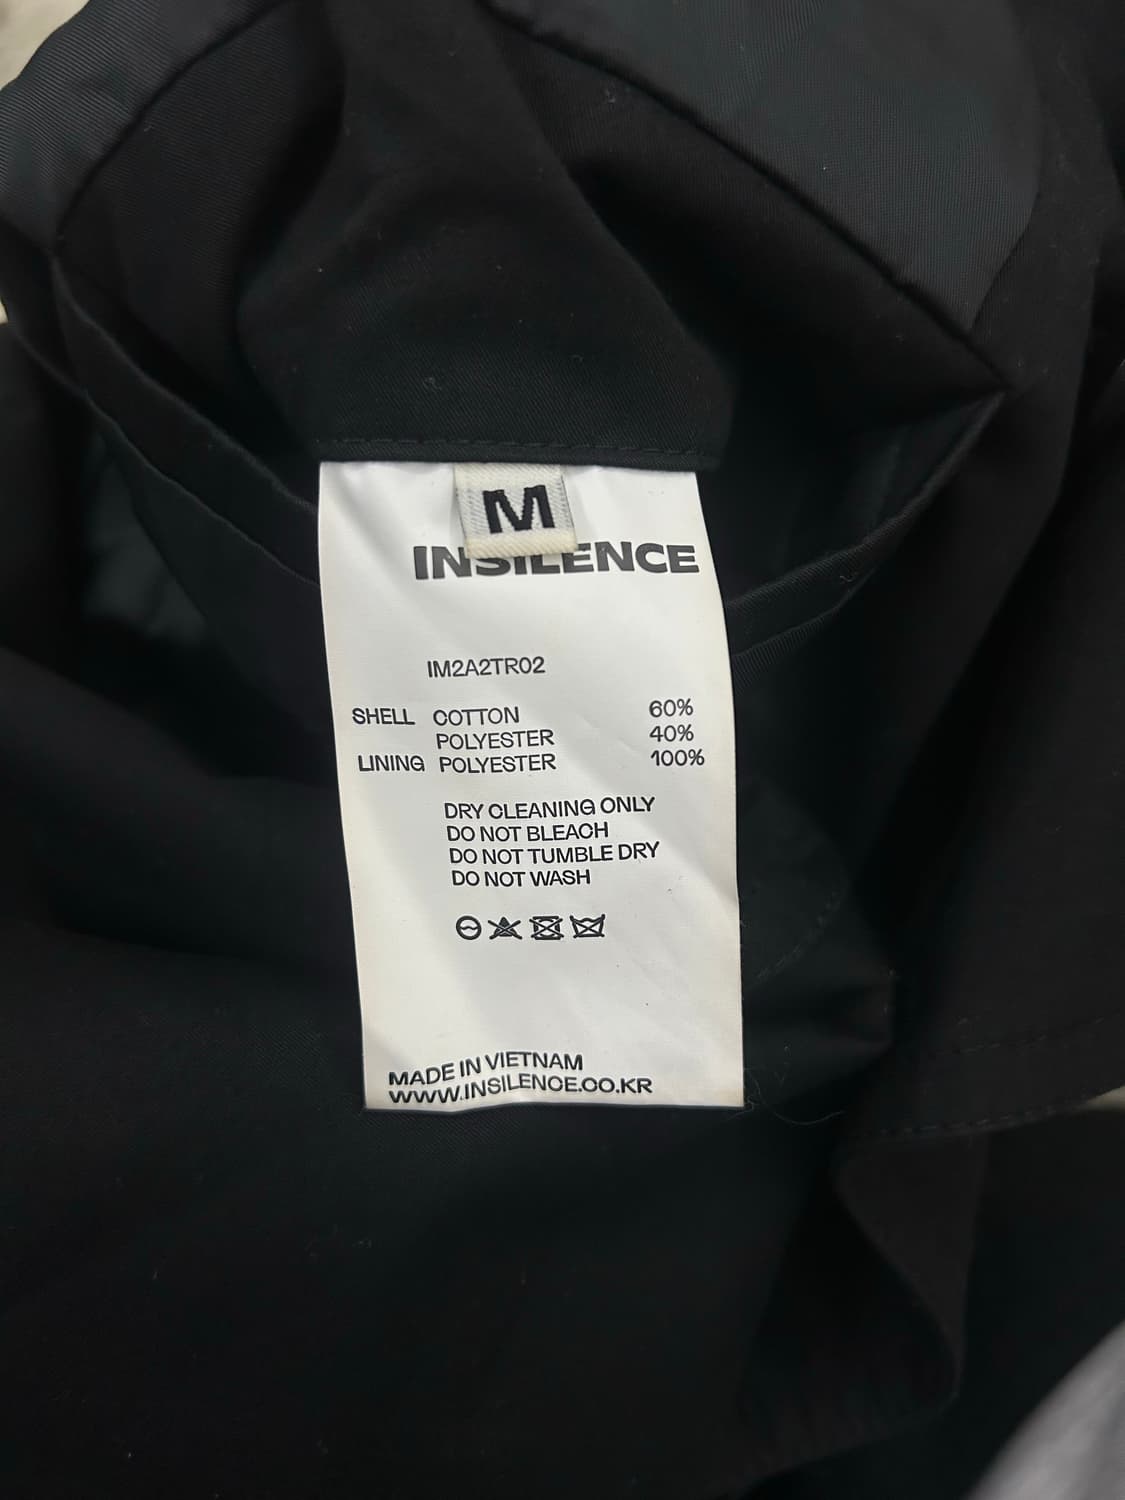 M
INSILENCE
IM2A2TR02
SHELL COTTON 60%
POLYESTER 40%
LINING POLYESTER 100%
DRY CLEANING ONLY
DO NOT BLEACH
DO NOT TUMBLE DRY
DO NOT WASH
MADE IN VIETNAM
WWW.INSILENCE.CO.KR